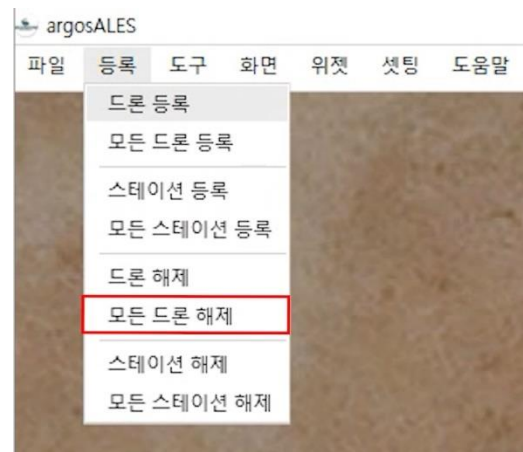 argosALES
파일 등록 도구 화면 위젯 셋팅 도움말
드론 등록
모든 드론 등록
스테이션 등록
모든 스테이션 등록
드론 해제
모든 드론 해제
스테이션 해제
모든 스테이션 해제